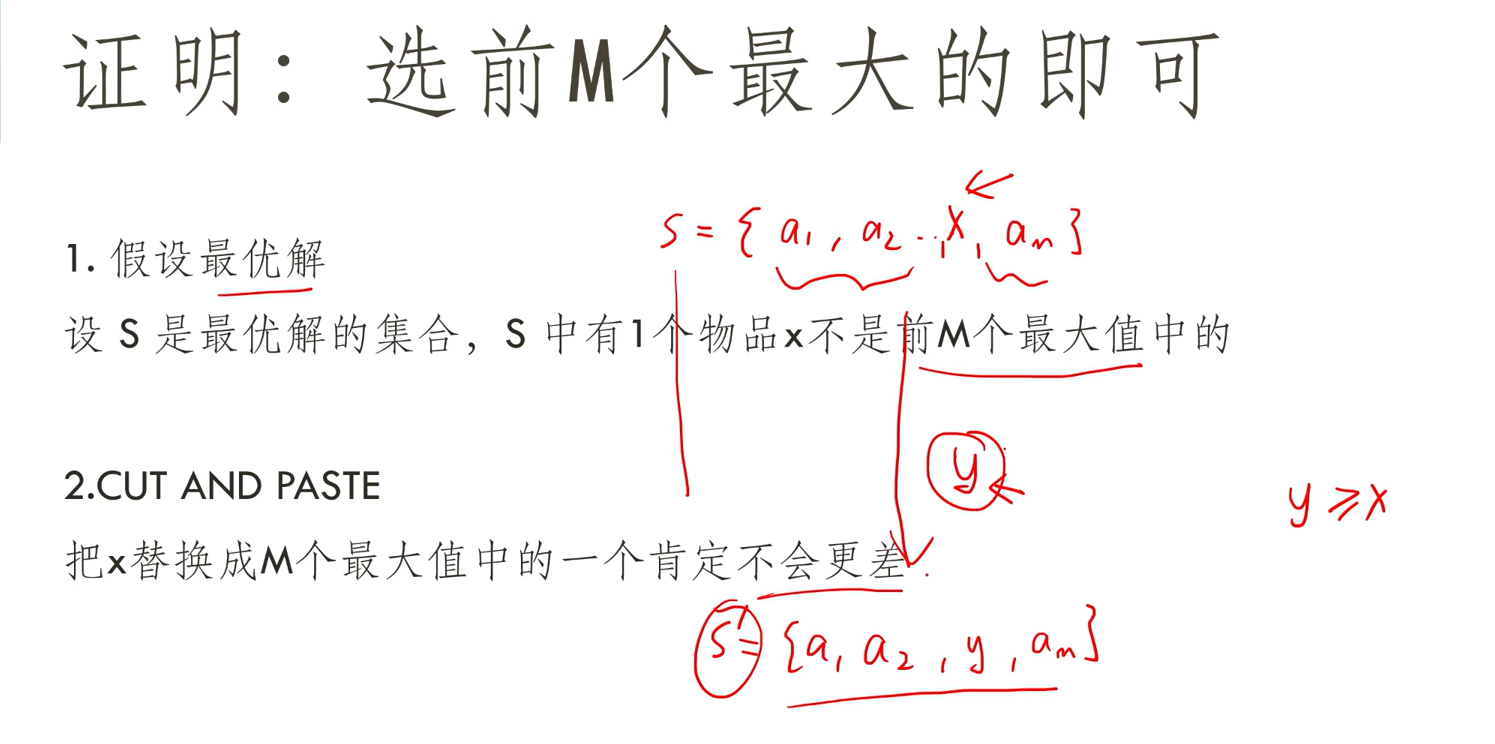 证明：选前M个最大的即可
S = { a₁ , a₂ .. , X , aₘ }
1. 假设最优解
设 S 是最优解的集合，S 中有1个物品x不是前M个最大值中的
y
2.CUT AND PASTE
y ⩾ x
把x替换成M个最大值中的一个肯定不会更差.
S' = {a₁ a₂ , y , aₘ}